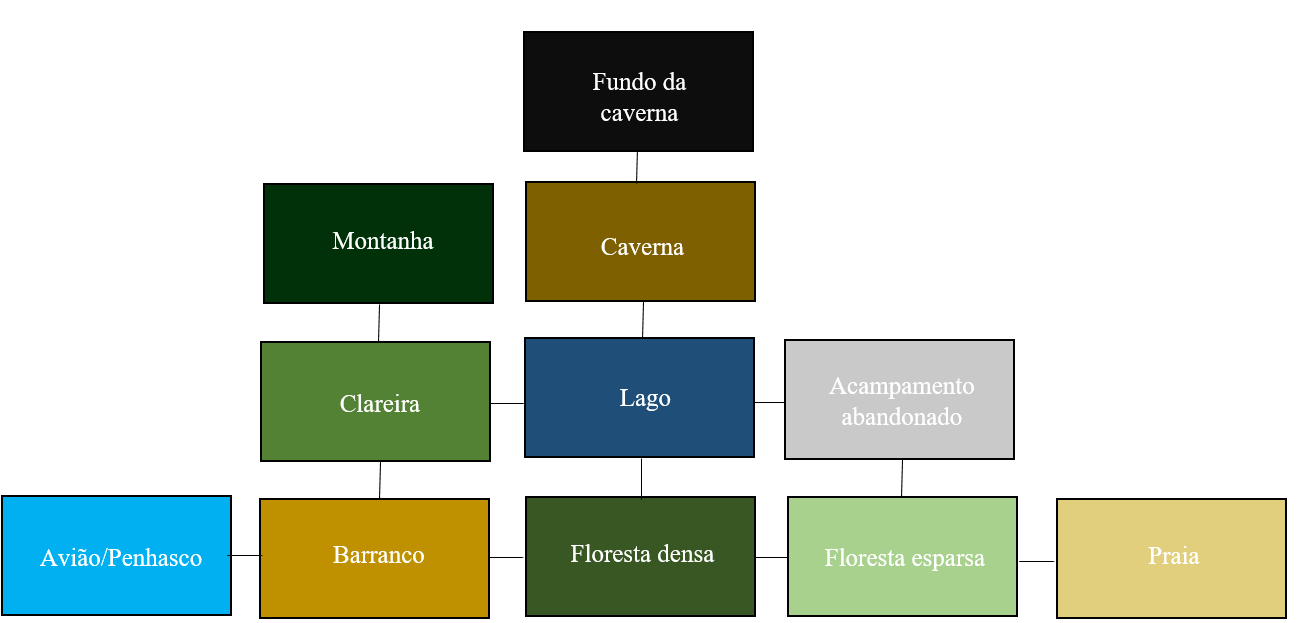 Fundo da
caverna
Montanha
Caverna
Clareira
Lago
Acampamento
abandonado
Avião/Penhasco
Barranco
Floresta densa
Floresta esparsa
Praia